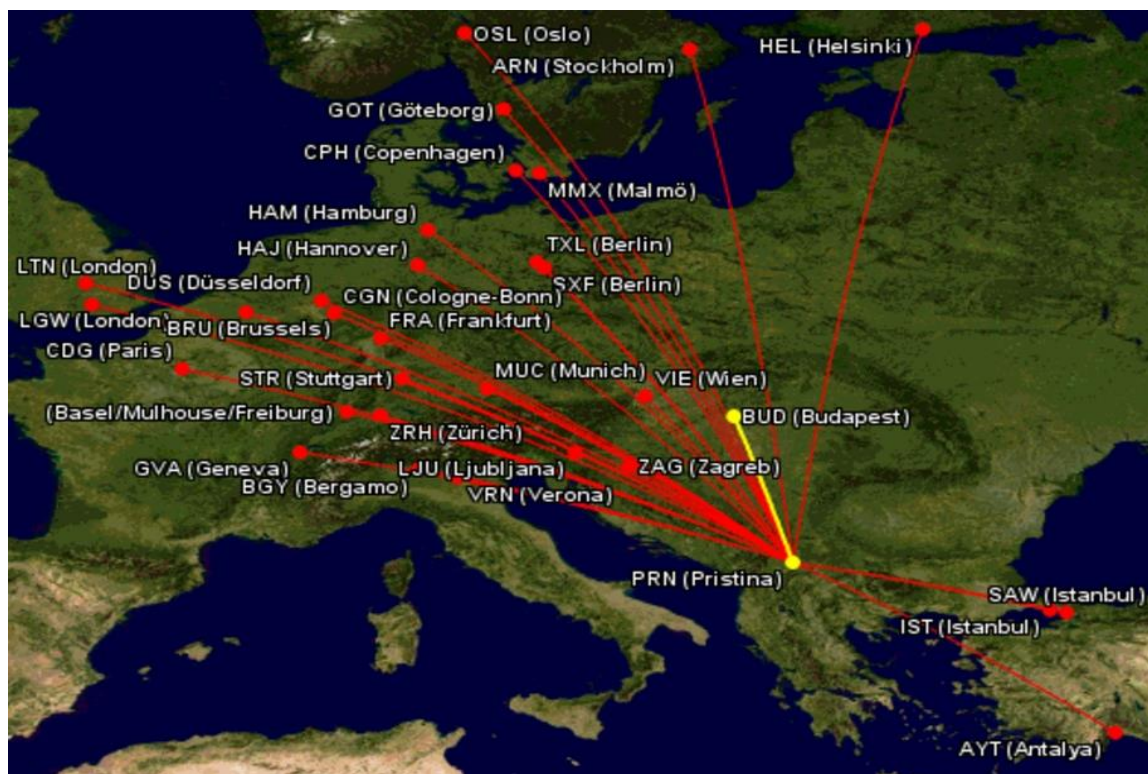 OSL (Oslo)
ARN (Stockholm)
HEL (Helsinki)
GOT (Göteborg)
CPH (Copenhagen)
MMX (Malmö)
HAM (Hamburg)
HAJ (Hannover)
TXL (Berlin)
SXF (Berlin)
LTN (London)
DUS (Düsseldorf)
CGN (Cologne-Bonn)
LGW (London)
BRU (Brussels)
FRA (Frankfurt)
CDG (Paris)
STR (Stuttgart)
MUC (Munich)
VIE (Wien)
(Basel/Mulhouse/Freiburg)
BUD (Budapest)
ZRH (Zürich)
GVA (Geneva)
LJU (Ljubljana)
ZAG (Zagreb)
BGY (Bergamo)
VRN (Verona)
PRN (Pristina)
SAW (Istanbul)
IST (Istanbul)
AYT (Antalya)